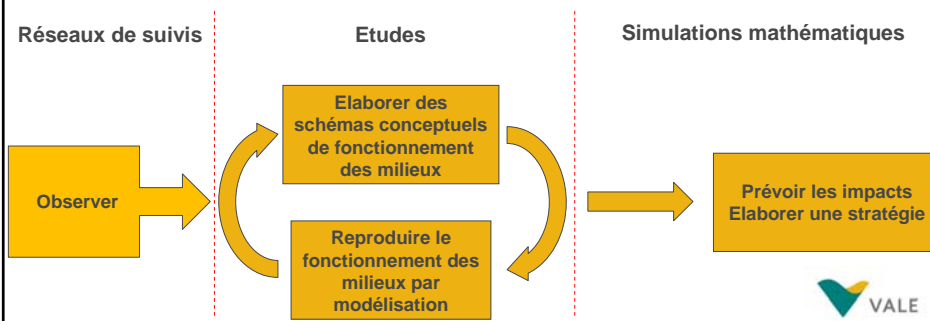 Réseaux de suivis
Etudes
Simulations mathématiques
Observer
Elaborer des
schémas conceptuels
de fonctionnement
des milieux
Reproduire le
fonctionnement des
milieux par
modélisation
Prévoir les impacts
Elaborer une stratégie
VALE